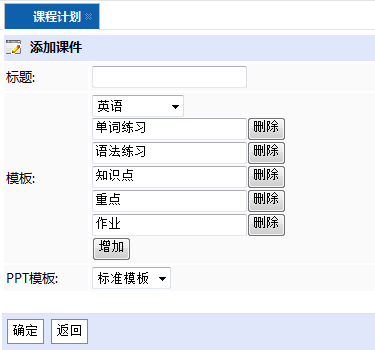 课程计划
添加课件
标题:
英语
单词练习 删除
语法练习 删除
模板: 知识点 删除
重点 删除
作业 删除
增加
PPT模板: 标准模板
确定 返回